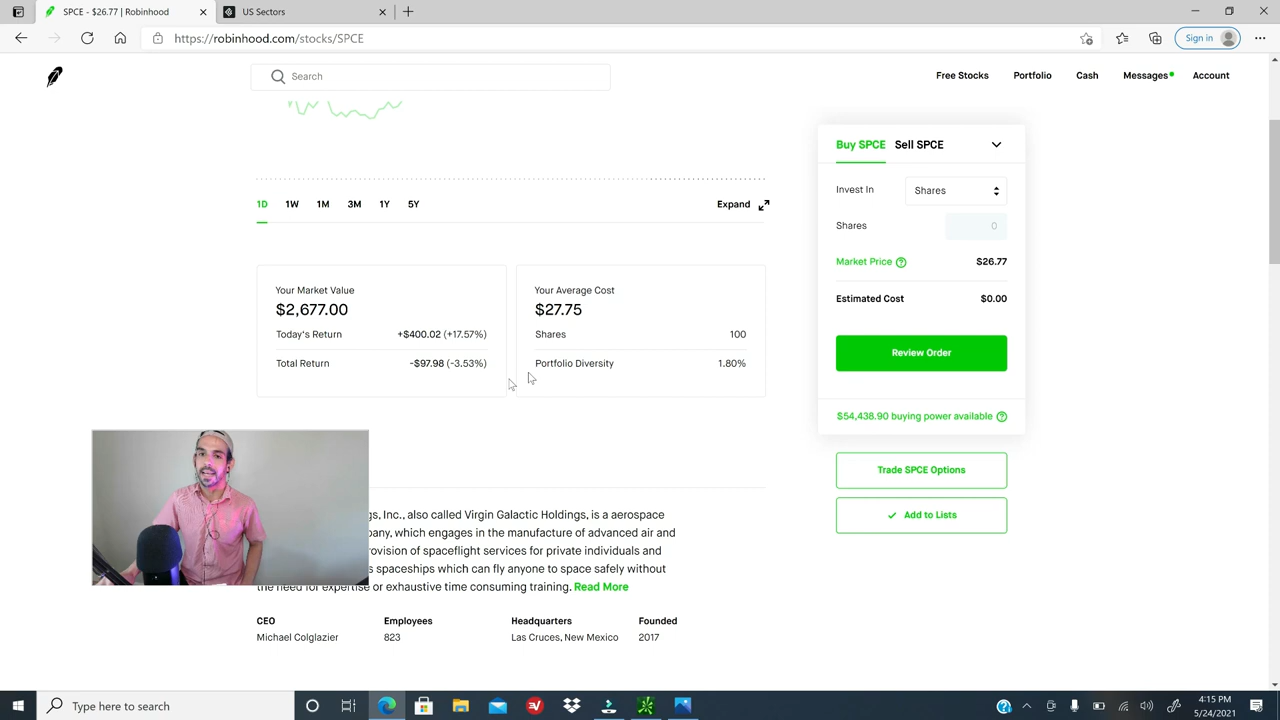 SPCE - $26.77 | Robinhood
US Sectors
https://robinhood.com/stocks/SPCE
Sign in
Search
Free Stocks
Portfolio
Cash
Messages
Account
1D 1W 1M 3M 1Y 5Y
Expand
Your Market Value
$2,677.00
Today's Return +$400.02 (+17.57%)
Total Return -$97.98 (-3.53%)
Your Average Cost
$27.75
Shares 100
Portfolio Diversity 1.80%
Buy SPCE Sell SPCE
Invest In Shares
Shares 0
Market Price ? $26.77
Estimated Cost $0.00
Review Order
$54,438.90 buying power available ?
Trade SPCE Options
Add to Lists
gs, Inc., also called Virgin Galactic Holdings, is a aerospace
pany, which engages in the manufacture of advanced air and
rovision of spaceflight services for private individuals and
s spaceships which can fly anyone to space safely without
the need for expertise or exhaustive time consuming training. Read More
CEO Employees Headquarters Founded
Michael Colglazier 823 Las Cruces, New Mexico 2017
Type here to search
4:15 PM
5/24/2021